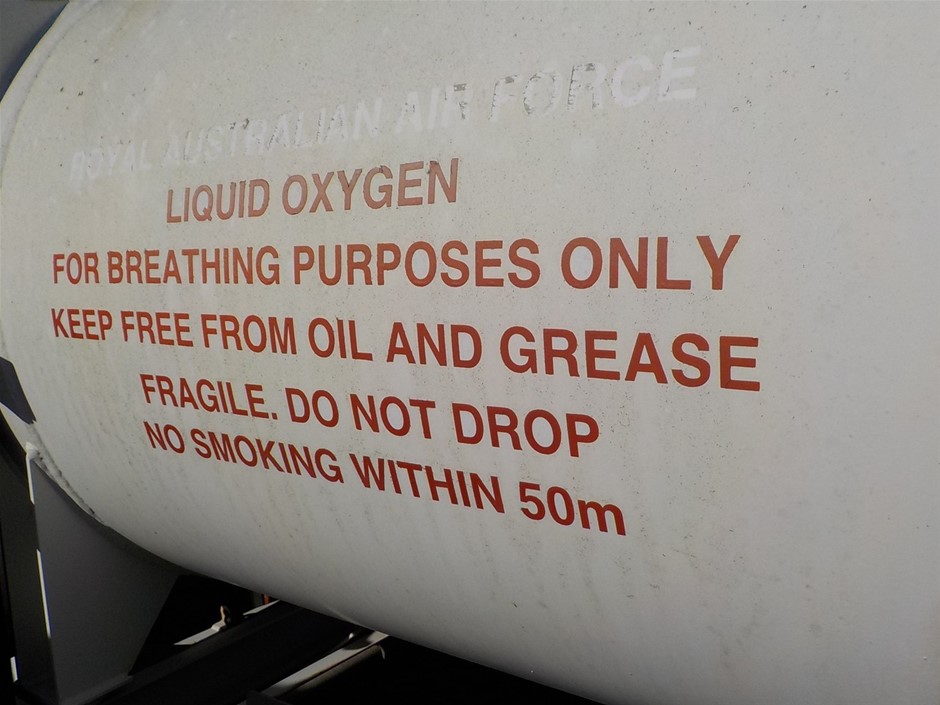 ROYAL AUSTRALIAN AIR FORCE
LIQUID OXYGEN
FOR BREATHING PURPOSES ONLY
KEEP FREE FROM OIL AND GREASE
FRAGILE. DO NOT DROP
NO SMOKING WITHIN 50m